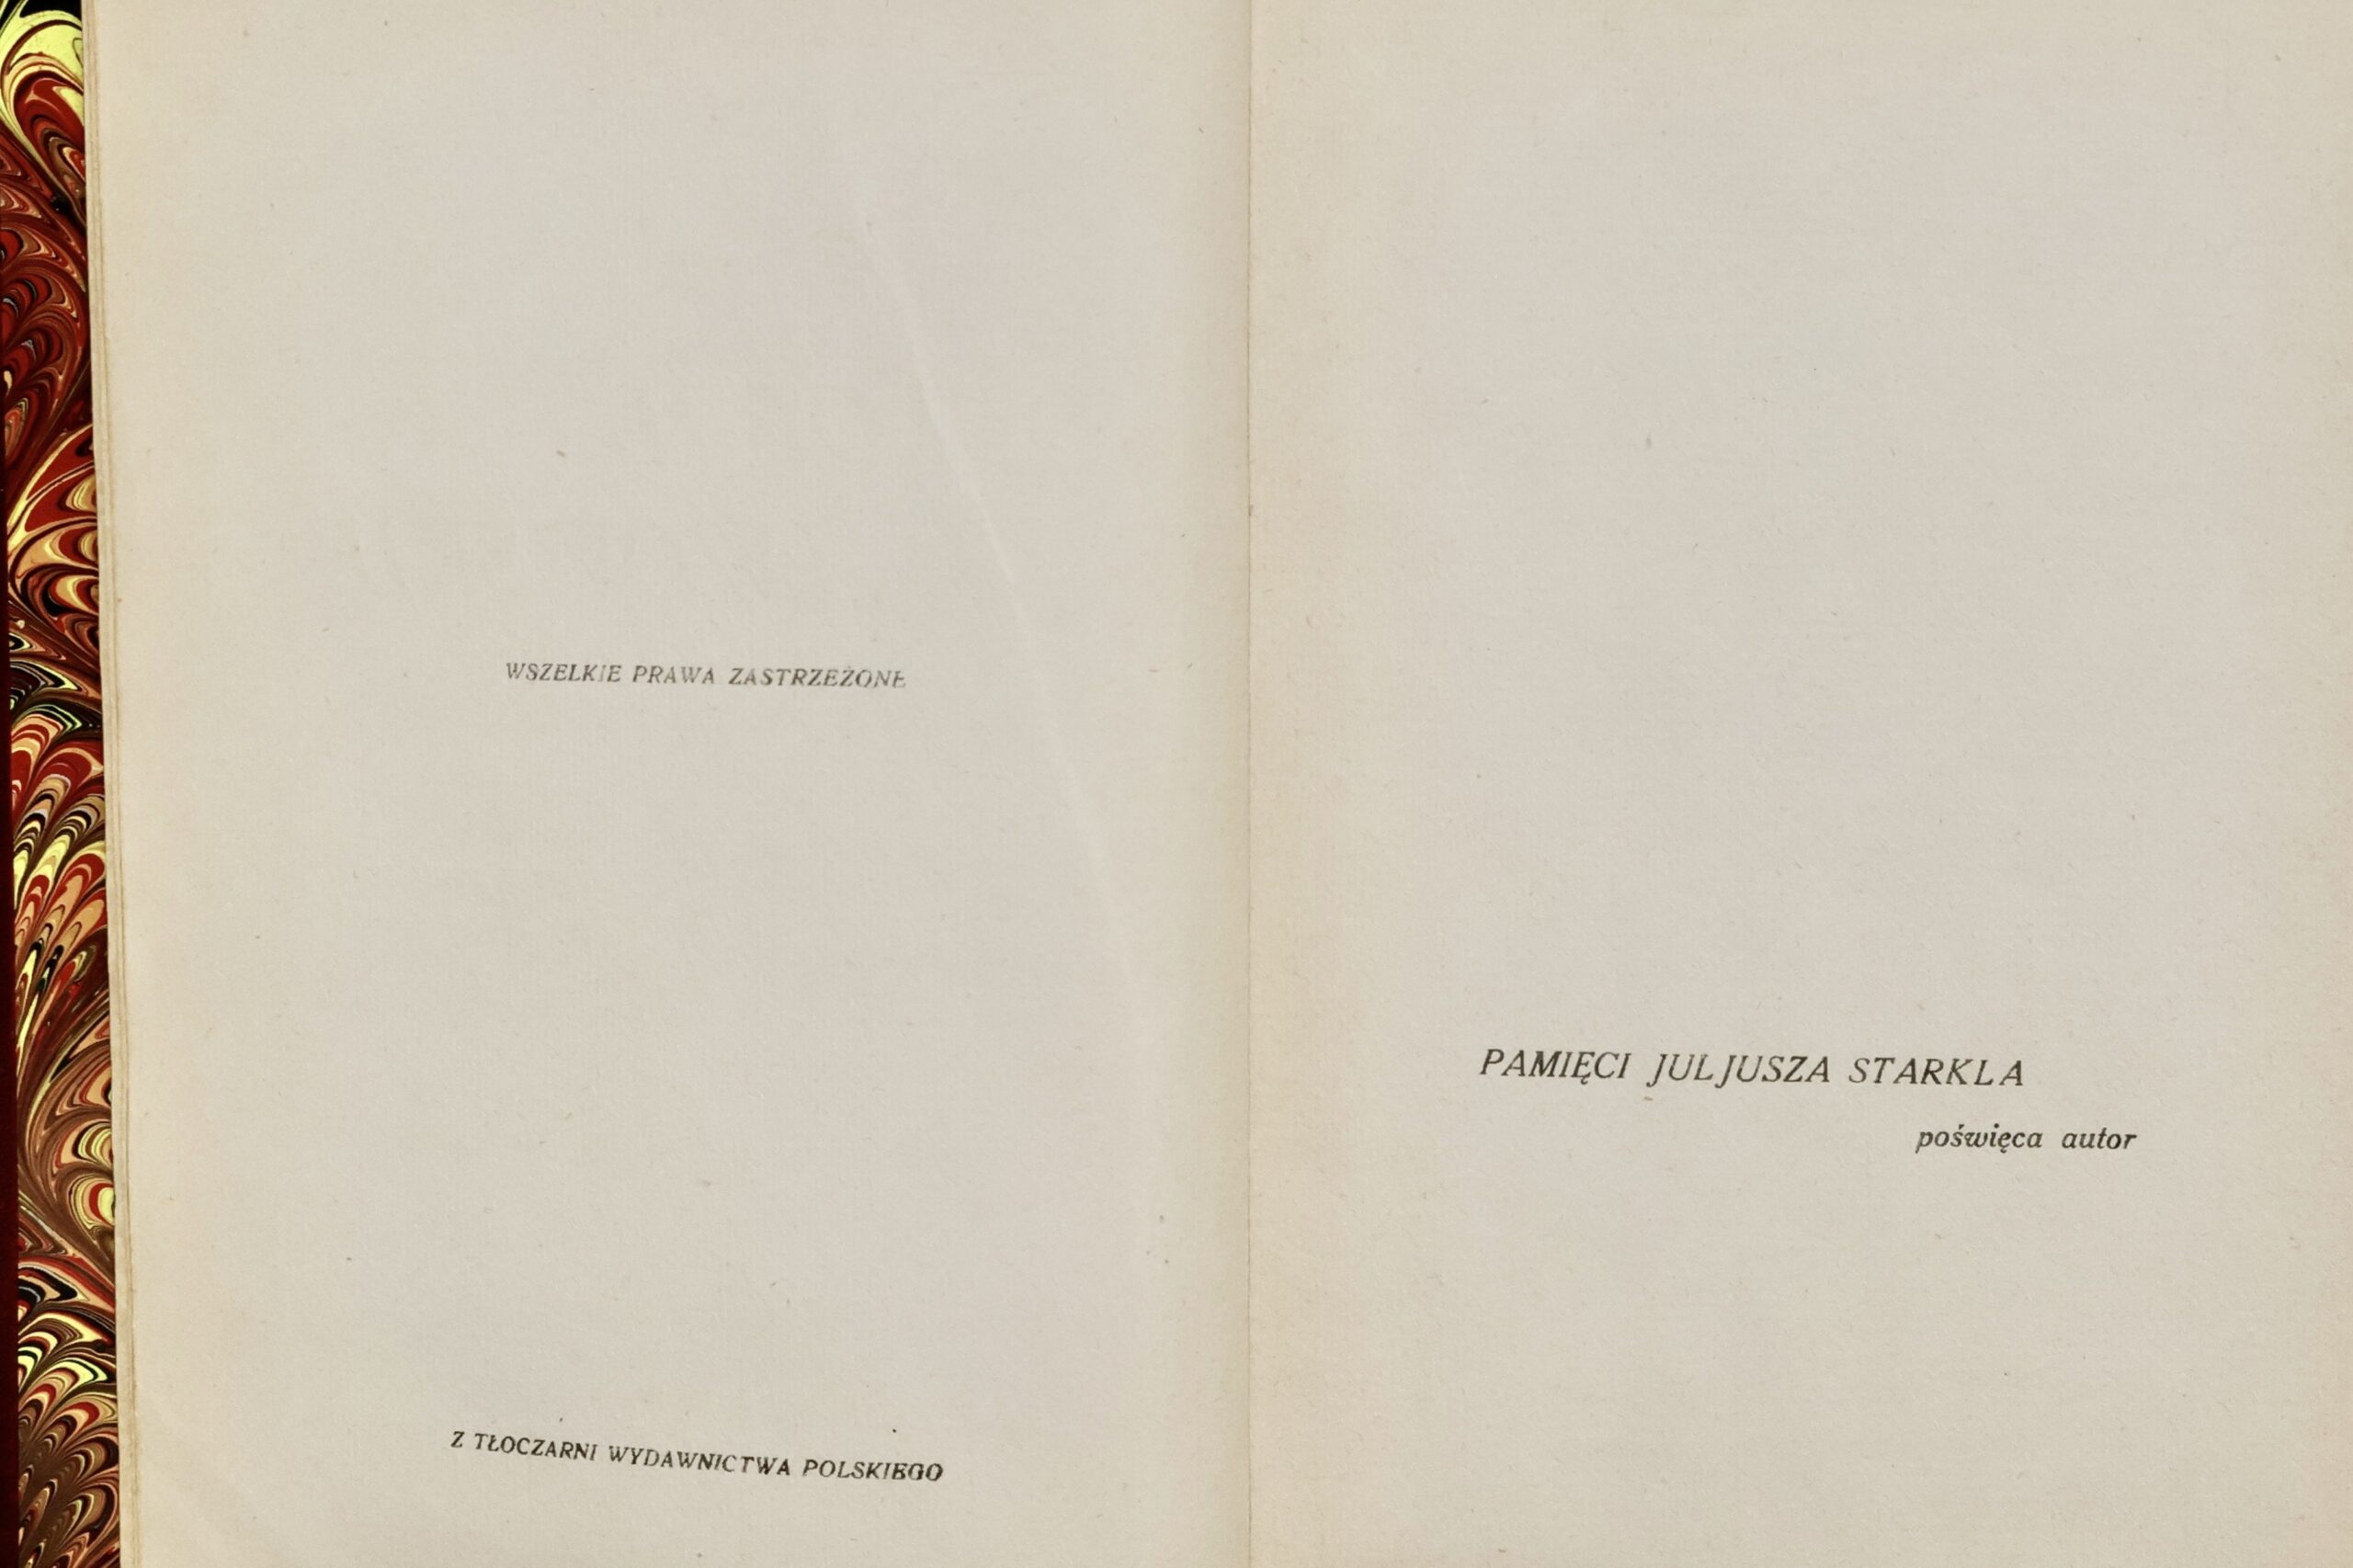 WSZELKIE PRAWA ZASTRZEŻONE
Z TŁOCZARNI WYDAWNICTWA POLSKIEGO
PAMIĘCI JULJUSZA STARKLA
poświęca autor